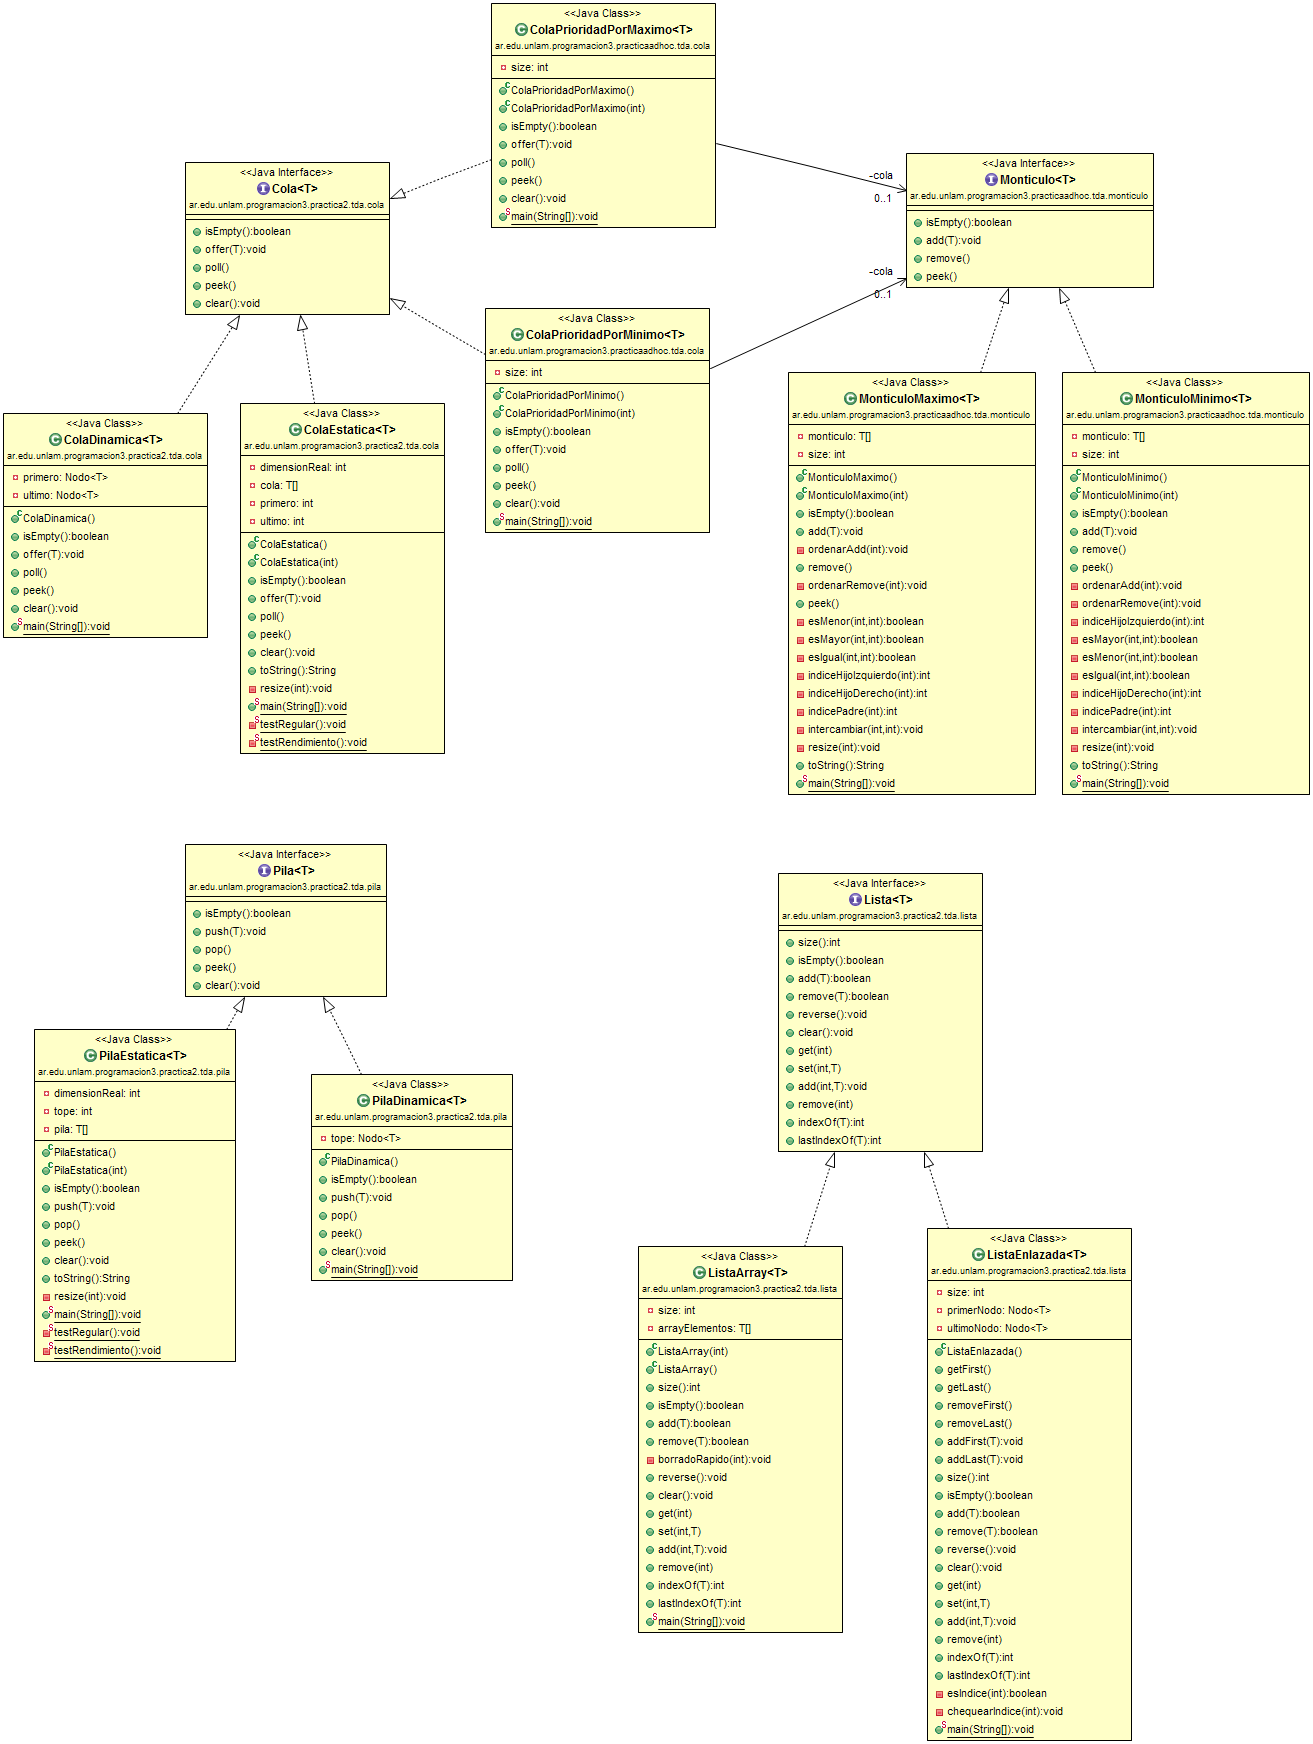 <<Java Class>>
ColaPrioridadPorMaximo<T>
ar.edu.unlam.programacion3.practicaadhoc.tda.cola
size: int
ColaPrioridadPorMaximo()
ColaPrioridadPorMaximo(int)
isEmpty():boolean
offer(T):void
poll()
peek()
clear():void
main(String[]):void
<<Java Interface>>
Cola<T>
ar.edu.unlam.programacion3.practica2.tda.cola
isEmpty():boolean
offer(T):void
poll()
peek()
clear():void
-cola
0..1
<<Java Interface>>
Monticulo<T>
ar.edu.unlam.programacion3.practicaadhoc.tda.monticulo
isEmpty():boolean
add(T):void
remove()
peek()
-cola
0..1
<<Java Class>>
ColaPrioridadPorMinimo<T>
ar.edu.unlam.programacion3.practicaadhoc.tda.cola
size: int
ColaPrioridadPorMinimo()
ColaPrioridadPorMinimo(int)
isEmpty():boolean
offer(T):void
poll()
peek()
clear():void
main(String[]):void
<<Java Class>>
ColaDinamica<T>
ar.edu.unlam.programacion3.practica2.tda.cola
primero: Nodo<T>
ultimo: Nodo<T>
ColaDinamica()
isEmpty():boolean
offer(T):void
poll()
peek()
clear():void
main(String[]):void
<<Java Class>>
ColaEstatica<T>
ar.edu.unlam.programacion3.practica2.tda.cola
dimensionReal: int
cola: T[]
primero: int
ultimo: int
ColaEstatica()
ColaEstatica(int)
isEmpty():boolean
offer(T):void
poll()
peek()
clear():void
toString():String
resize(int):void
main(String[]):void
testRegular():void
testRendimiento():void
<<Java Class>>
MonticuloMaximo<T>
ar.edu.unlam.programacion3.practicaadhoc.tda.monticulo
monticulo: T[]
size: int
MonticuloMaximo()
MonticuloMaximo(int)
isEmpty():boolean
add(T):void
ordenarAdd(int):void
remove()
ordenarRemove(int):void
peek()
esMenor(int,int):boolean
esMayor(int,int):boolean
esIgual(int,int):boolean
indiceHijoIzquierdo(int):int
indiceHijoDerecho(int):int
indicePadre(int):int
intercambiar(int,int):void
resize(int):void
toString():String
main(String[]):void
<<Java Class>>
MonticuloMinimo<T>
ar.edu.unlam.programacion3.practicaadhoc.tda.monticulo
monticulo: T[]
size: int
MonticuloMinimo()
MonticuloMinimo(int)
isEmpty():boolean
add(T):void
remove()
peek()
ordenarAdd(int):void
ordenarRemove(int):void
indiceHijoIzquierdo(int):int
esMayor(int,int):boolean
esMenor(int,int):boolean
esIgual(int,int):boolean
indiceHijoDerecho(int):int
indicePadre(int):int
intercambiar(int,int):void
resize(int):void
toString():String
main(String[]):void
<<Java Interface>>
Pila<T>
ar.edu.unlam.programacion3.practica2.tda.pila
isEmpty():boolean
push(T):void
pop()
peek()
clear():void
<<Java Class>>
PilaEstatica<T>
ar.edu.unlam.programacion3.practica2.tda.pila
dimensionReal: int
tope: int
pila: T[]
PilaEstatica()
PilaEstatica(int)
isEmpty():boolean
push(T):void
pop()
peek()
clear():void
toString():String
resize(int):void
main(String[]):void
testRegular():void
testRendimiento():void
<<Java Class>>
PilaDinamica<T>
ar.edu.unlam.programacion3.practica2.tda.pila
tope: Nodo<T>
PilaDinamica()
isEmpty():boolean
push(T):void
pop()
peek()
clear():void
main(String[]):void
<<Java Interface>>
Lista<T>
ar.edu.unlam.programacion3.practica2.tda.lista
size():int
isEmpty():boolean
add(T):boolean
remove(T):boolean
reverse():void
clear():void
get(int)
set(int,T)
add(int,T):void
remove(int)
indexOf(T):int
lastIndexOf(T):int
<<Java Class>>
ListaArray<T>
ar.edu.unlam.programacion3.practica2.tda.lista
size: int
arrayElementos: T[]
ListaArray(int)
ListaArray()
size():int
isEmpty():boolean
add(T):boolean
remove(T):boolean
borradoRapido(int):void
reverse():void
clear():void
get(int)
set(int,T)
add(int,T):void
remove(int)
indexOf(T):int
lastIndexOf(T):int
main(String[]):void
<<Java Class>>
ListaEnlazada<T>
ar.edu.unlam.programacion3.practica2.tda.lista
size: int
primerNodo: Nodo<T>
ultimoNodo: Nodo<T>
ListaEnlazada()
getFirst()
getLast()
removeFirst()
removeLast()
addFirst(T):void
addLast(T):void
size():int
isEmpty():boolean
add(T):boolean
remove(T):boolean
reverse():void
clear():void
get(int)
set(int,T)
add(int,T):void
remove(int)
indexOf(T):int
lastIndexOf(T):int
esIndice(int):boolean
chequearIndice(int):void
main(String[]):void